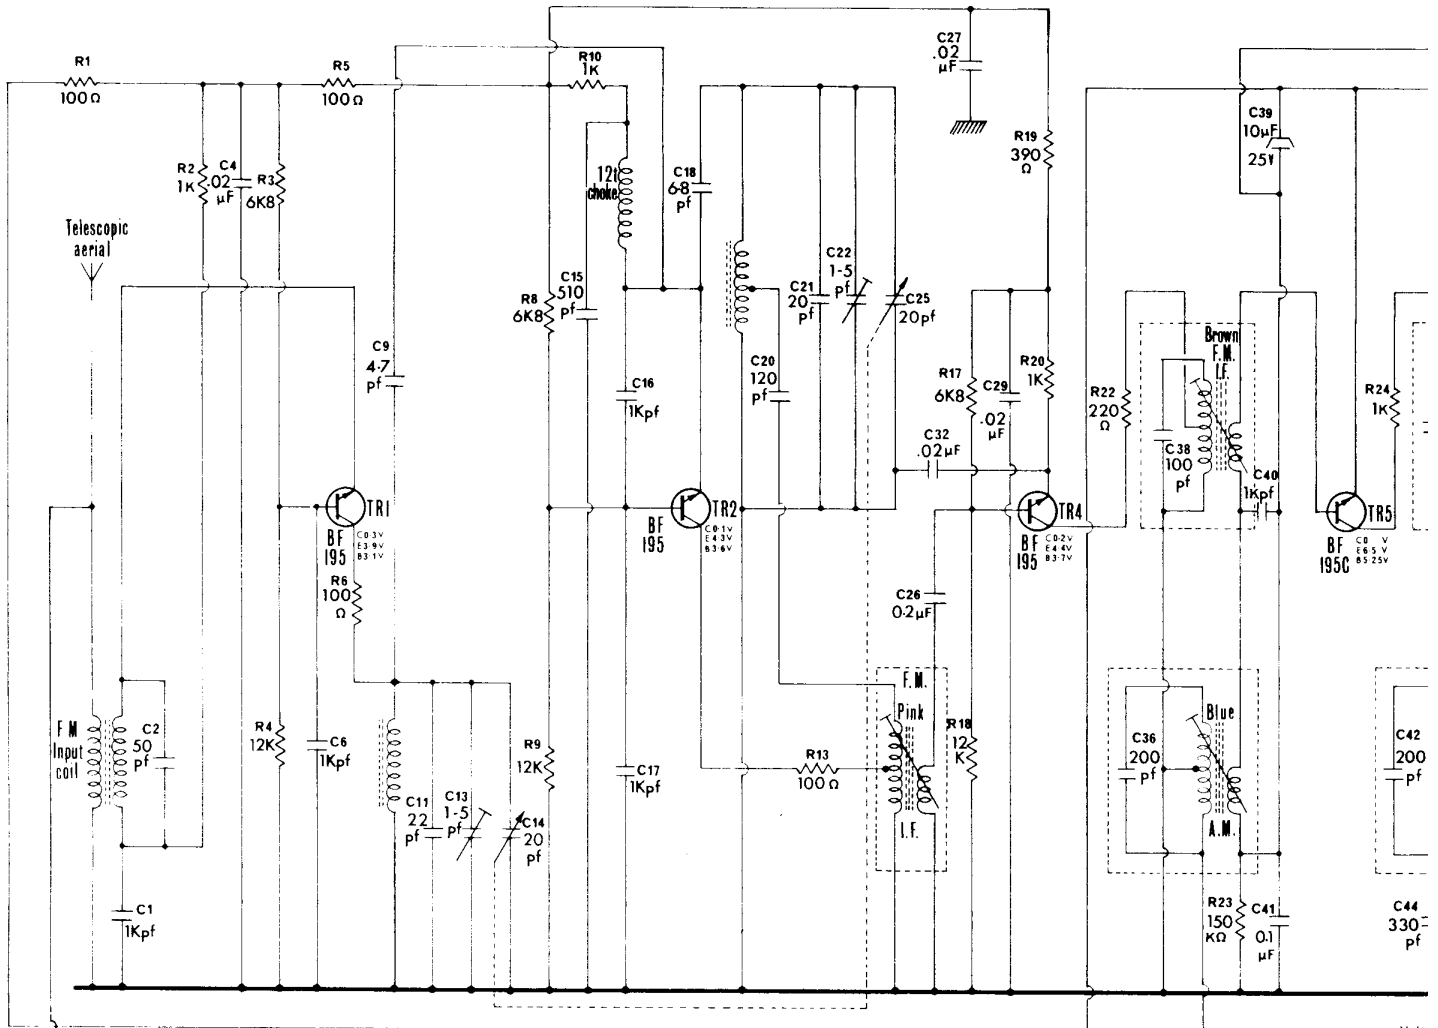 R1
100Ω
R5
100Ω
R10
1K
C27
.02
µF
R2
1K
C4
.02
µF
R3
6K8
Telescopic
aerial
12t
choke
C18
6·8
pf
R19
390
Ω
C39
10µF
25V
C15
510
pf
R8
6K8
C22
1-5
pf
C21
20
pf
C25
20pf
C9
4·7
pf
C16
1Kpf
C20
120
pf
R17
6K8
C29
.02
µF
R20
1K
R22
220
Ω
Brown
F.M.
I.F.
C38
100
pf
R24
1K
C32
.02µF
C40
1Kpf
TR1
BF
195
C0·3V
E3·9V
B3·1V
TR2
BF
195
C0·1V
E4·3V
B3·6V
TR4
BF
195
C0·2V
E4·4V
B3·7V
TR5
BF
195C
C0 V
E6·5 V
B5·25V
R6
100
Ω
C26
0.2µF
F M
Input
coil
C2
50
pf
R4
12K
C6
1Kpf
C11
22
pf
C13
1-5
pf
C14
20
pf
R9
12K
C17
1Kpf
R13
100Ω
F.M.
Pink
I.F.
R18
12
K
C36
200
pf
Blue
A.M.
C42
200
pf
C1
1Kpf
R23
150
KΩ
C41
0.1
µF
C44
330
pf